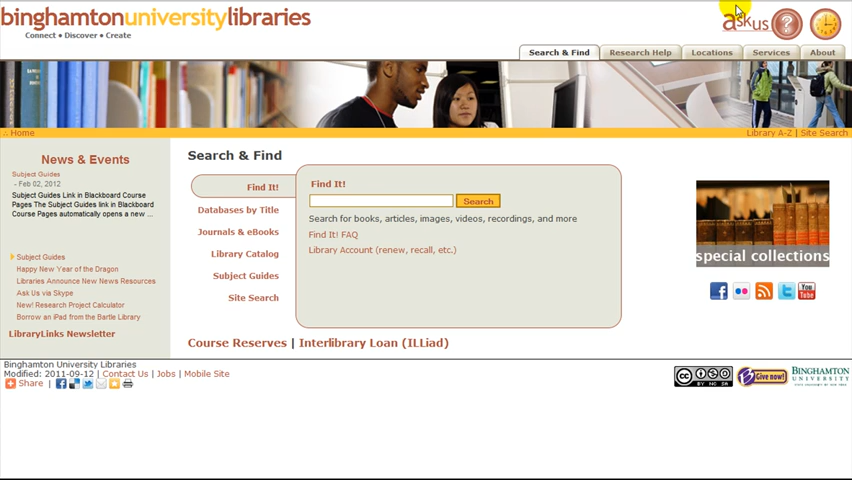 binghamtonuniversitylibraries
Connect • Discover • Create
askus ?
Search & Find
Research Help
Locations
Services
About
Home
Library A-Z | Site Search
News & Events
Subject Guides
- Feb 02, 2012
Subject Guides Link in Blackboard Course
Pages The Subject Guides link in Blackboard
Course Pages automatically opens a new ...
Subject Guides
Happy New Year of the Dragon
Libraries Announce New News Resources
Ask Us via Skype
New! Research Project Calculator
Borrow an iPad from the Bartle Library
LibraryLinks Newsletter
Search & Find
Find It!
Databases by Title
Journals & eBooks
Library Catalog
Subject Guides
Site Search
Find It!
Search
Search for books, articles, images, videos, recordings, and more
Find It! FAQ
Library Account (renew, recall, etc.)
Course Reserves | Interlibrary Loan (ILLiad)
special collections
You Tube
Binghamton University Libraries
Modified: 2011-09-12 | Contact Us | Jobs | Mobile Site
Share |
BY NC SA
Give now!
BINGHAMTON
UNIVERSITY